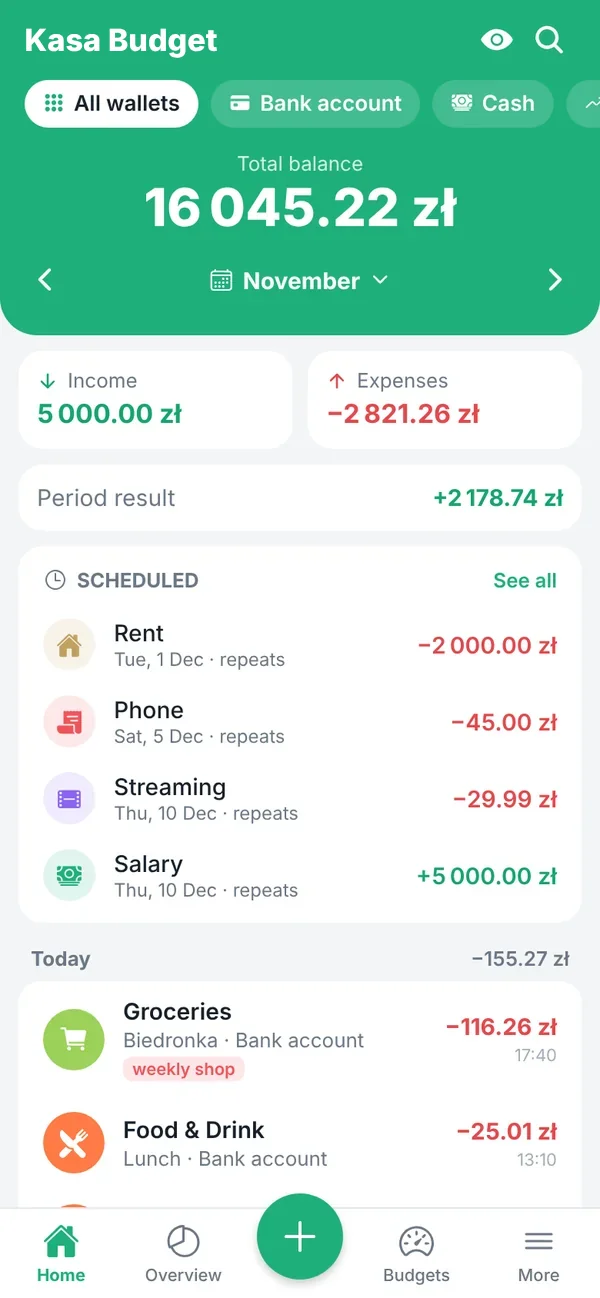 Kasa Budget
All wallets
Bank account
Cash
Total balance
16 045.22 zł
November
Income
5 000.00 zł
Expenses
−2 821.26 zł
Period result
+2 178.74 zł
SCHEDULED
See all
Rent
−2 000.00 zł
Tue, 1 Dec · repeats
Phone
−45.00 zł
Sat, 5 Dec · repeats
Streaming
−29.99 zł
Thu, 10 Dec · repeats
Salary
+5 000.00 zł
Thu, 10 Dec · repeats
Today
−155.27 zł
Groceries
−116.26 zł
Biedronka · Bank account
17:40
weekly shop
Food & Drink
−25.01 zł
Lunch · Bank account
13:10
Home
Overview
Budgets
More